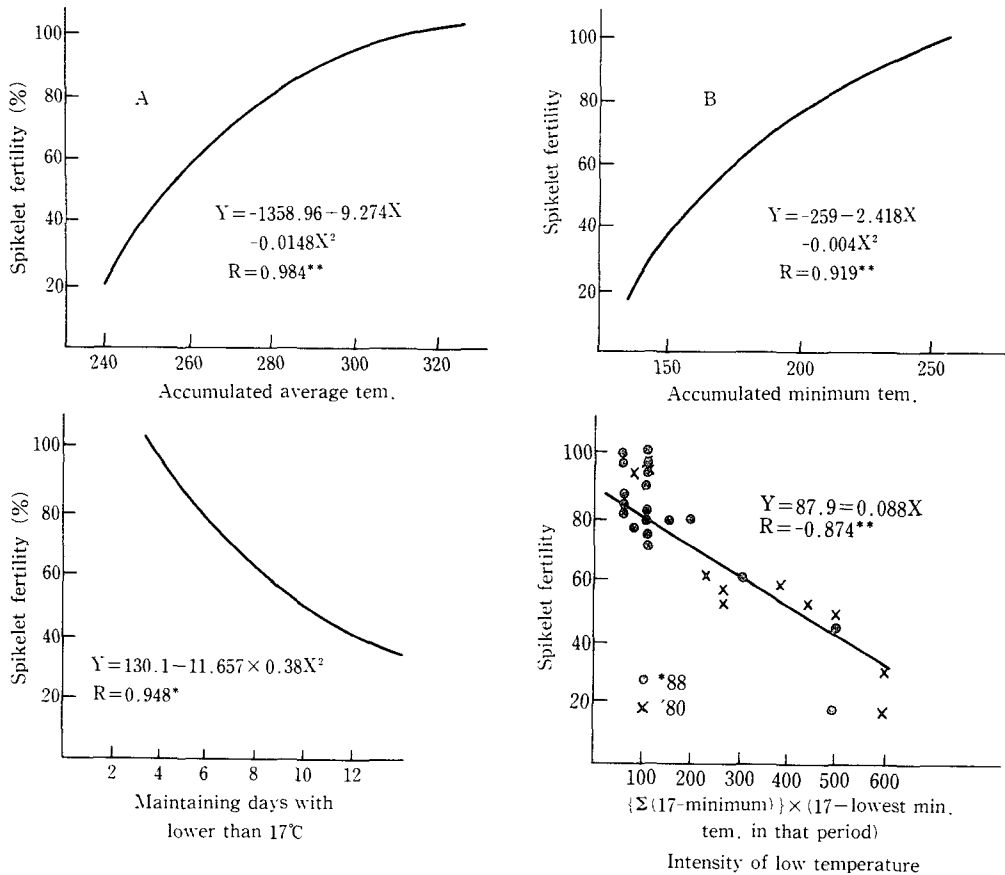 100
80
60
40
20
Spikelet fertility (%)
A
Y=-1358.96-9.274X
-0.0148X²
R=0.984**
240 260 280 300 320
Accumulated average tem.
100
80
60
40
20
Spikelet fertility
B
Y=-259-2.418X
-0.004X²
R=0.919**
150 200 250
Accumulated minimum tem.
100
80
60
40
20
Spikelet fertility (%)
Y=130.1-11.657×0.38X²
R=0.948*
2 4 6 8 10 12
Maintaining days with
lower than 17℃
100
80
60
40
20
Spikelet fertility
Y=87.9=0.088X
R=-0.874**
*88
´80
100 200 300 400 500 600
{Σ(17-minimum)}×(17-lowest min.
tem. in that period)
Intensity of low temperature